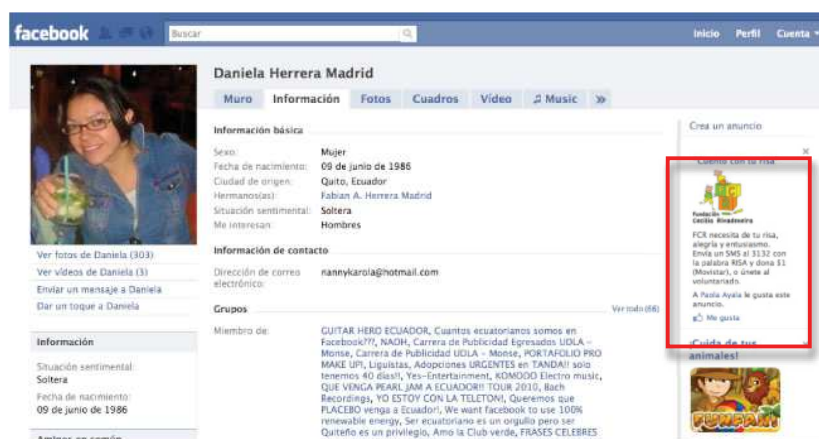 facebook
Buscar
Inicio Perfil Cuenta
Daniela Herrera Madrid
Muro Información Fotos Cuadros Vídeo Music »
Información básica
Sexo: Mujer
Fecha de nacimiento: 09 de junio de 1986
Ciudad de origen: Quito, Ecuador
Hermanos(as): Fabian A. Herrera Madrid
Situación sentimental: Soltera
Me interesan: Hombres
Información de contacto
Dirección de correo electrónico: nannykarola@hotmail.com
Grupos Ver todo (66)
Miembro de: GUITAR HERO ECUADOR, Cuantos ecuatorianos somos en
Facebook???, NADH, Carrera de Publicidad Egresados UDLA –
Monse, Carrera de Publicidad UDLA – Monse, PORTAFOLIO PRO
MAKE UP!, Liguistas, Adopciones URGENTES en TANDA!! solo
tenemos 40 dias!!, Yes-Entertainment, KOMODO Electro music,
QUE VENGA PEARL JAM A ECUADOR!! TOUR 2010, Bach
Recordings, YO ESTOY CON LA TELETON!, Queremos que
PLACEBO venga a Ecuador!, We want facebook to use 100%
renewable energy, Ser ecuatoriano es un orgullo pero ser
Quiteño es un privilegio, Amo la Club verde, FRASES CELEBRES
Ver fotos de Daniela (303)
Ver vídeos de Daniela (3)
Enviar un mensaje a Daniela
Dar un toque a Daniela
Información
Situación sentimental:
Soltera
Fecha de nacimiento:
09 de junio de 1986
Amigos en común
Crea un anuncio
Cuento con tu risa
FCR
Fundación
Cecilia Rivadeneira
FCR necesita de tu risa,
alegría y entusiasmo.
Envia un SMS al 3132 con
la palabra RISA y dona $1
(Movistar), o únete al
voluntariado.
A Paola Ayala le gusta este
anuncio.
Me gusta
¡Cuida de tus
animales!
FUNFARI